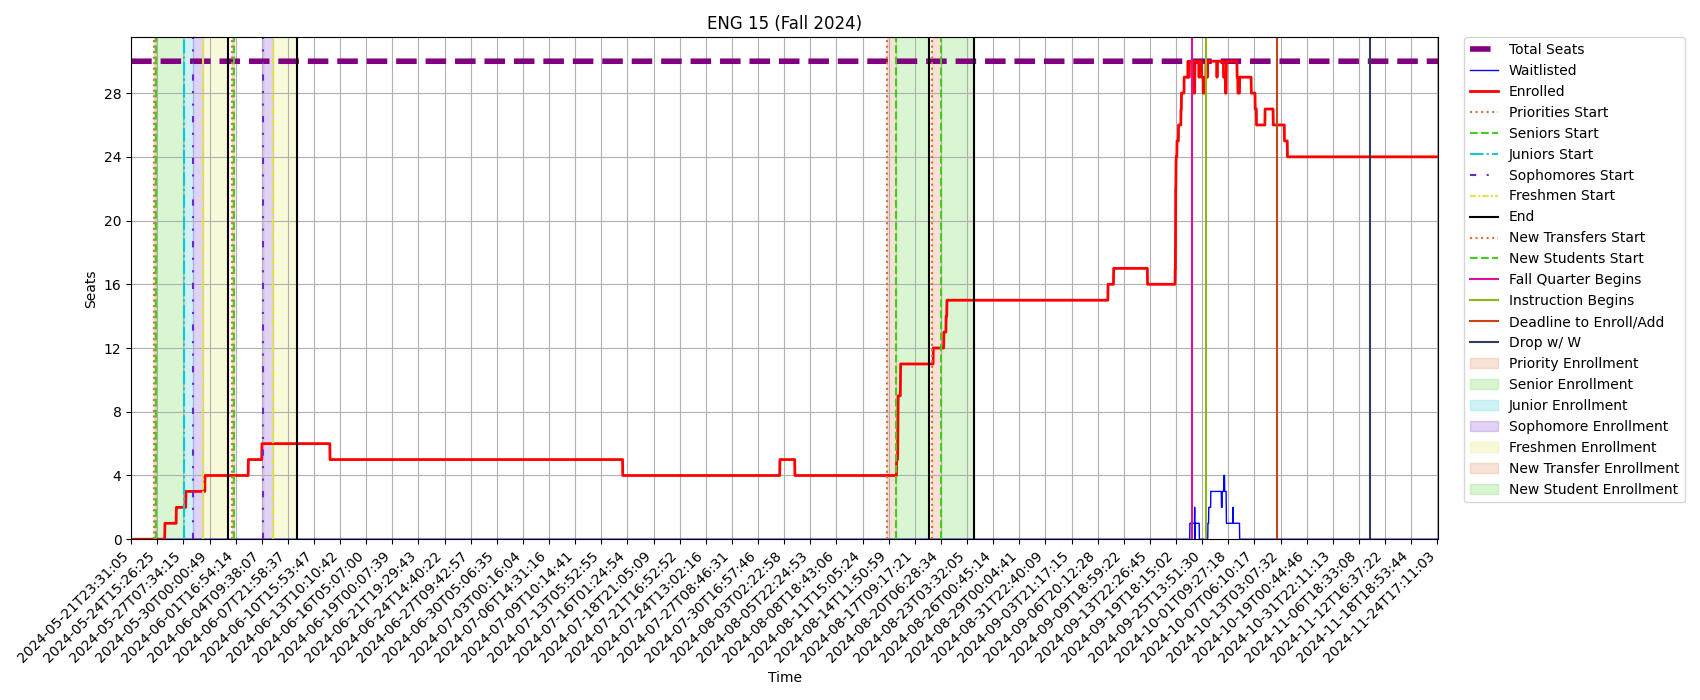 ENG 15 (Fall 2024)
Seats
28
24
20
16
12
8
4
0
2024-05-21T23:31:05
2024-05-24T15:26:25
2024-05-27T07:34:15
2024-05-30T00:00:49
2024-06-01T16:54:14
2024-06-04T09:38:07
2024-06-07T21:58:37
2024-06-10T15:53:47
2024-06-13T10:10:42
2024-06-16T05:07:00
2024-06-19T00:07:39
2024-06-21T19:29:43
2024-06-24T14:40:22
2024-06-27T09:42:57
2024-06-30T05:06:35
2024-07-03T00:16:04
2024-07-06T14:31:16
2024-07-09T10:14:41
2024-07-13T05:52:55
2024-07-16T01:24:54
2024-07-18T21:05:09
2024-07-21T16:52:52
2024-07-24T13:02:16
2024-07-27T08:46:31
2024-07-30T16:57:46
2024-08-03T02:22:58
2024-08-05T22:24:53
2024-08-08T18:43:06
2024-08-11T15:05:24
2024-08-14T11:50:59
2024-08-17T09:17:21
2024-08-20T06:28:34
2024-08-23T03:32:05
2024-08-26T00:45:14
2024-08-29T00:04:41
2024-08-31T22:40:09
2024-09-03T21:17:15
2024-09-06T20:12:28
2024-09-09T18:59:22
2024-09-13T22:26:45
2024-09-19T18:15:02
2024-09-25T13:51:30
2024-10-01T09:27:18
2024-10-07T06:10:17
2024-10-13T03:07:32
2024-10-19T00:44:46
2024-10-31T22:11:13
2024-11-06T18:33:08
2024-11-12T16:37:22
2024-11-18T18:53:44
2024-11-24T17:11:03
Time
Total Seats
Waitlisted
Enrolled
Priorities Start
Seniors Start
Juniors Start
Sophomores Start
Freshmen Start
End
New Transfers Start
New Students Start
Fall Quarter Begins
Instruction Begins
Deadline to Enroll/Add
Drop w/ W
Priority Enrollment
Senior Enrollment
Junior Enrollment
Sophomore Enrollment
Freshmen Enrollment
New Transfer Enrollment
New Student Enrollment